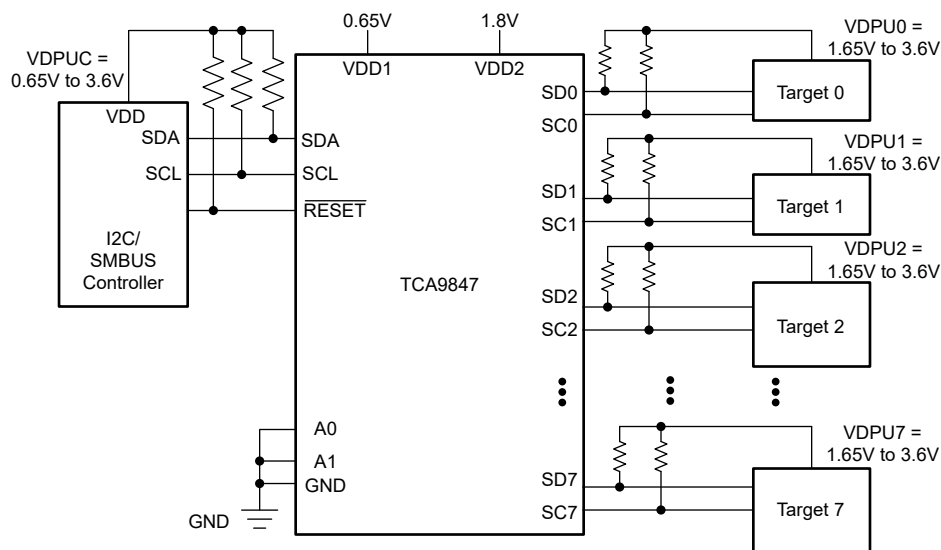 VDPUC =
0.65V to 3.6V
VDD
SDA
SCL
I2C/
SMBUS
Controller
0.65V
1.8V
VDD1
VDD2
SDA
SCL
RESET
TCA9847
A0
A1
GND
GND
SD0
SC0
SD1
SC1
SD2
SC2
SD7
SC7
VDPU0 =
1.65V to 3.6V
Target 0
VDPU1 =
1.65V to 3.6V
Target 1
VDPU2 =
1.65V to 3.6V
Target 2
VDPU7 =
1.65V to 3.6V
Target 7